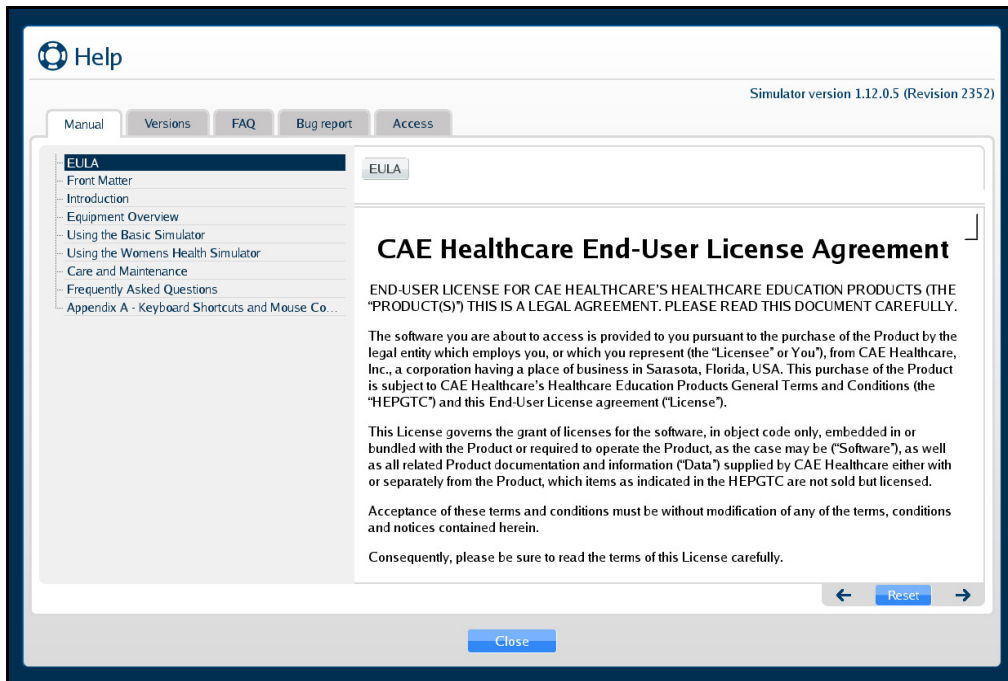 Help
Simulator version 1.12.0.5 (Revision 2352)
Manual
Versions
FAQ
Bug report
Access
EULA
Front Matter
Introduction
Equipment Overview
Using the Basic Simulator
Using the Womens Health Simulator
Care and Maintenance
Frequently Asked Questions
Appendix A - Keyboard Shortcuts and Mouse Co...
EULA
CAE Healthcare End-User License Agreement
END-USER LICENSE FOR CAE HEALTHCARE'S HEALTHCARE EDUCATION PRODUCTS (THE
“PRODUCT(S)”) THIS IS A LEGAL AGREEMENT. PLEASE READ THIS DOCUMENT CAREFULLY.
The software you are about to access is provided to you pursuant to the purchase of the Product by the
legal entity which employs you, or which you represent (the “Licensee” or You”), from CAE Healthcare,
Inc., a corporation having a place of business in Sarasota, Florida, USA. This purchase of the Product
is subject to CAE Healthcare's Healthcare Education Products General Terms and Conditions (the
“HEPGTC”) and this End-User License agreement (“License”).
This License governs the grant of licenses for the software, in object code only, embedded in or
bundled with the Product or required to operate the Product, as the case may be (“Software”), as well
as all related Product documentation and information (“Data”) supplied by CAE Healthcare either with
or separately from the Product, which items as indicated in the HEPGTC are not sold but licensed.
Acceptance of these terms and conditions must be without modification of any of the terms, conditions
and notices contained herein.
Consequently, please be sure to read the terms of this License carefully.
Reset
Close